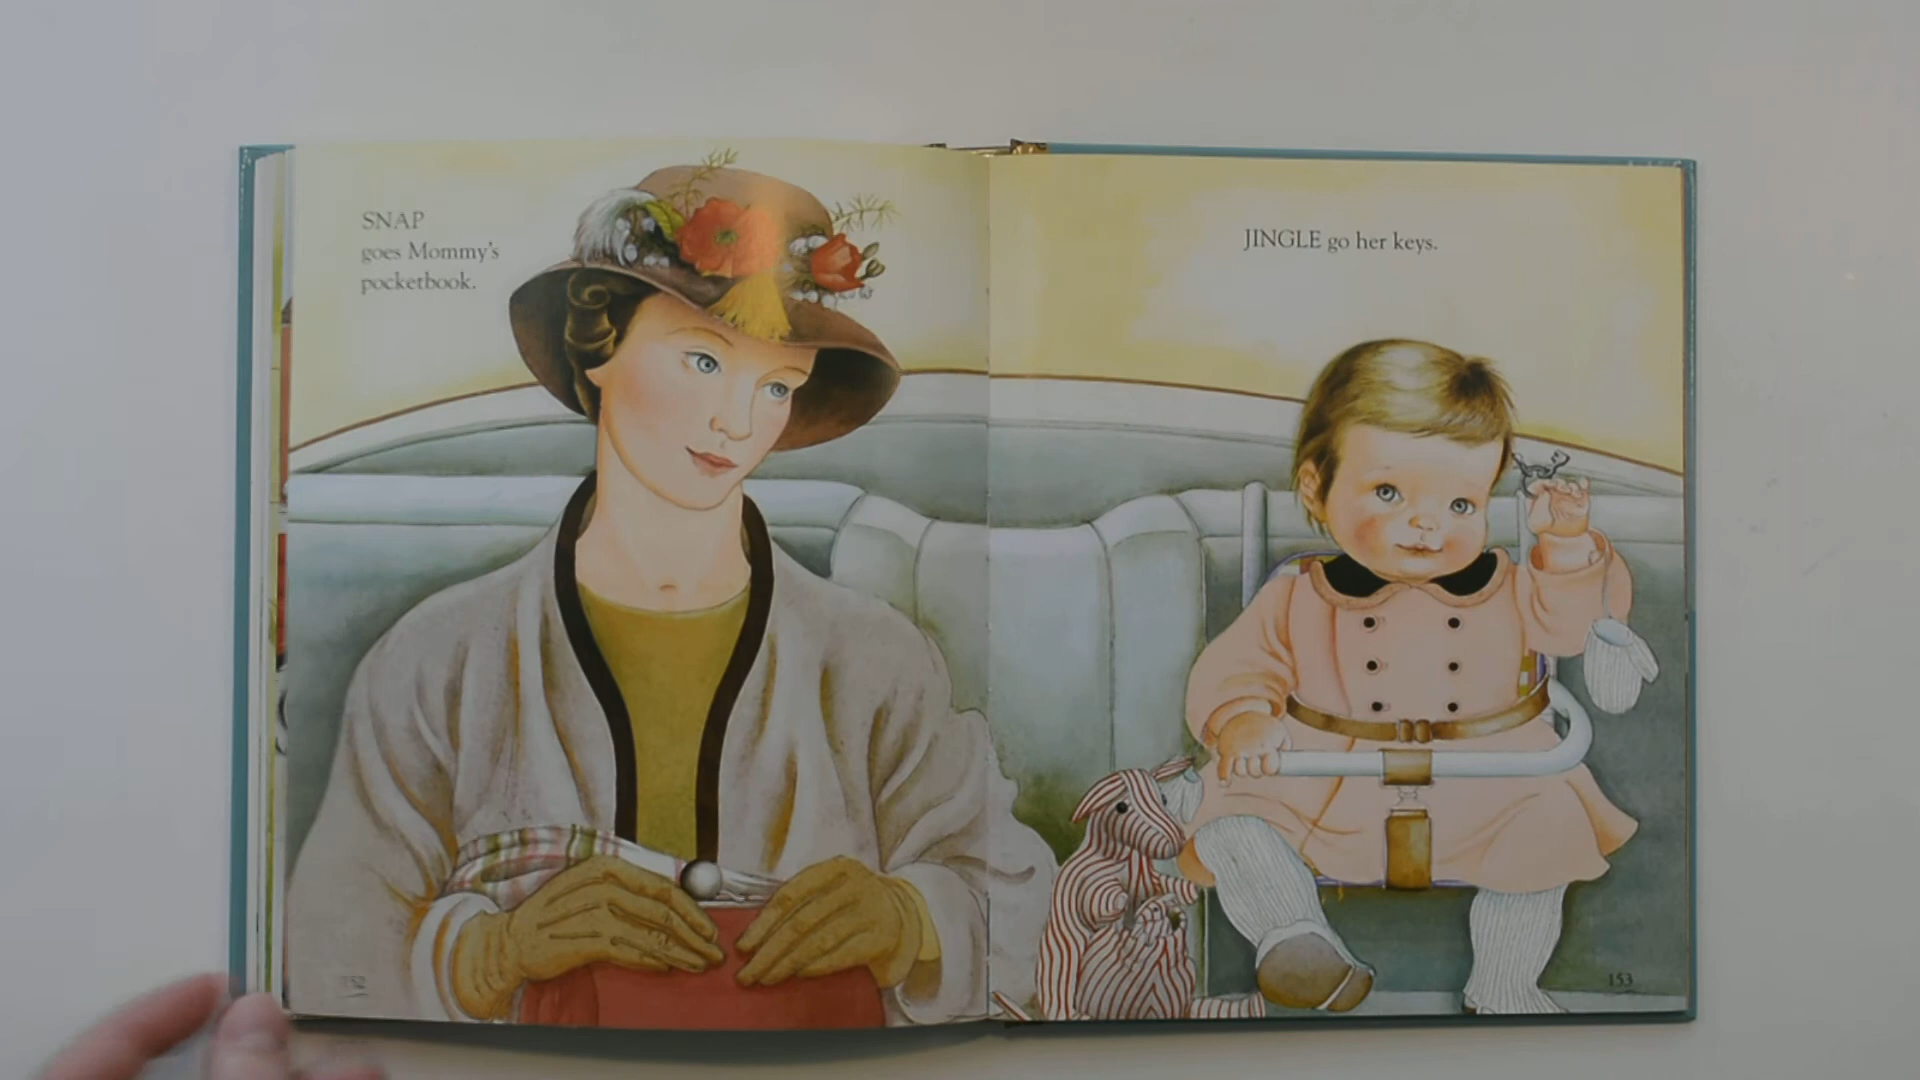 SNAP
goes Mommy's
pocketbook.
JINGLE go her keys.
152
153